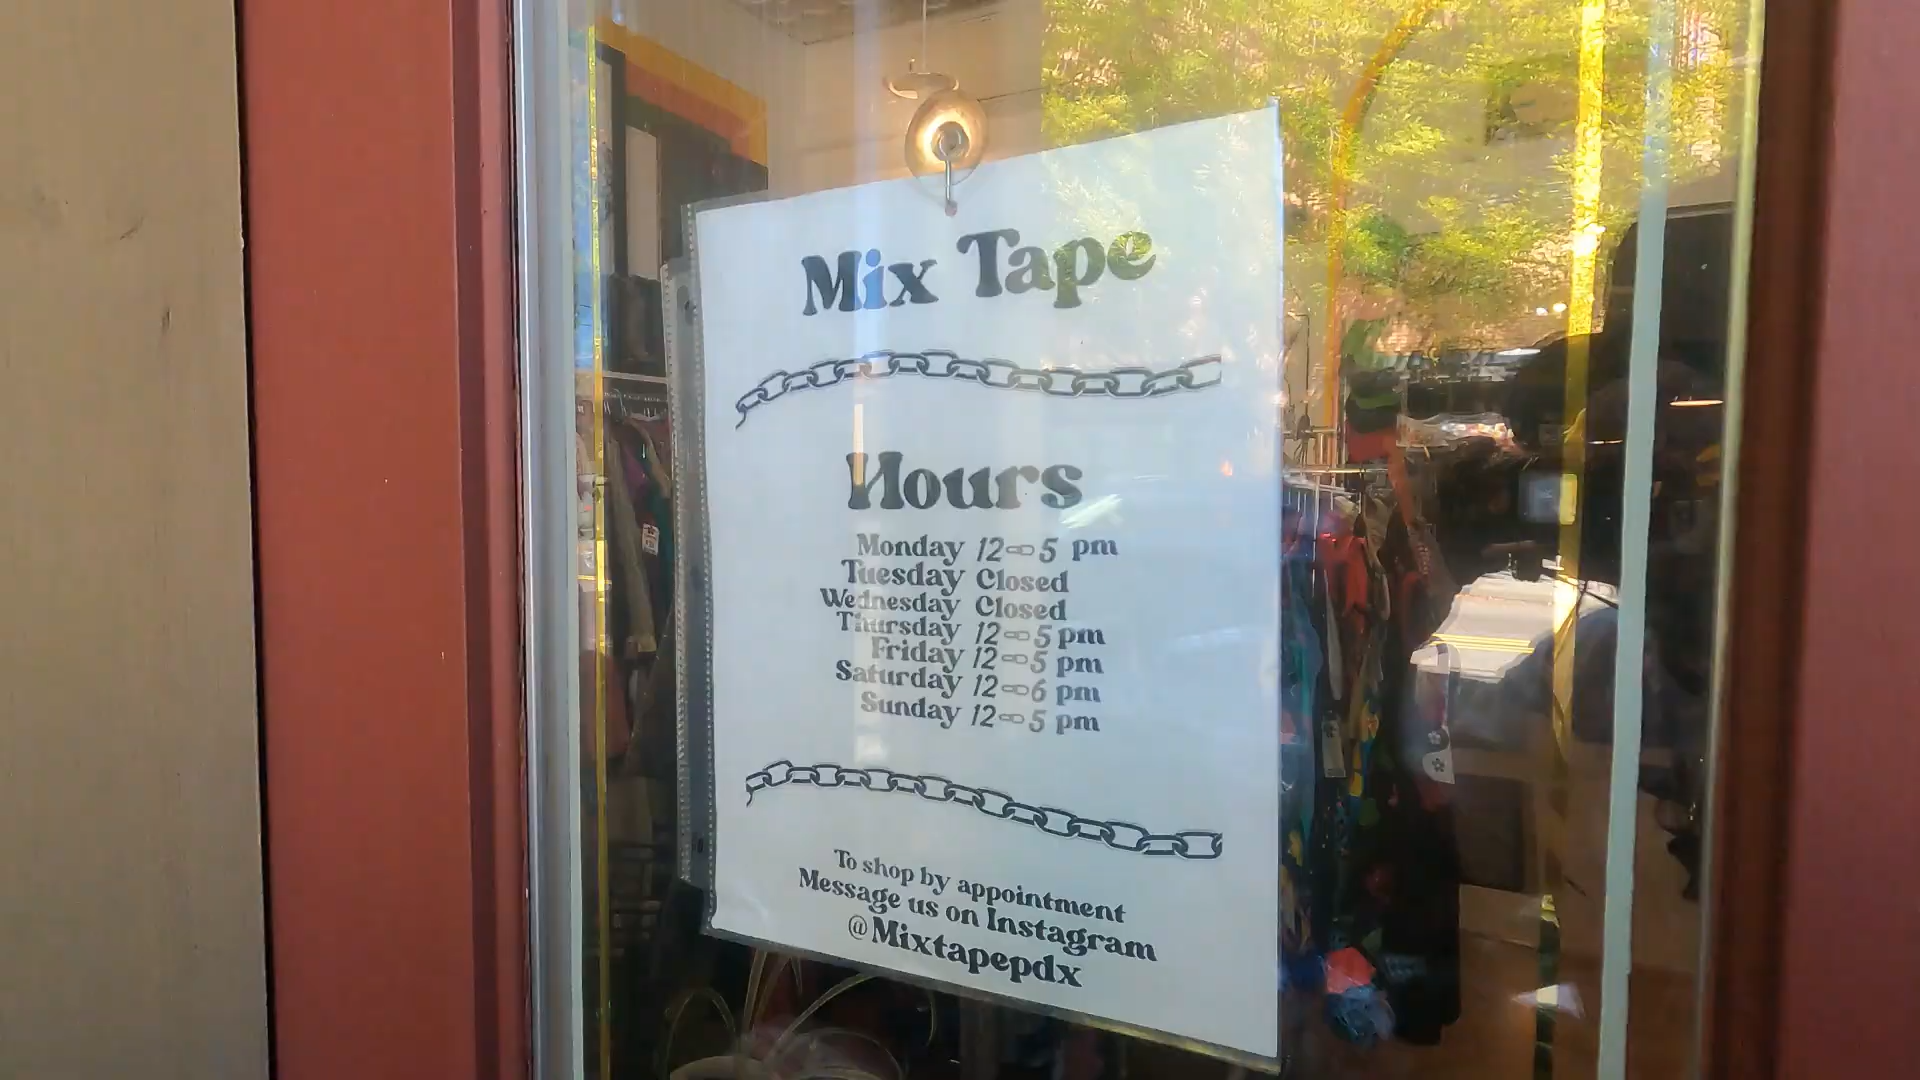 Mix Tape
Hours
Monday 12-5 pm
Tuesday Closed
Wednesday Closed
Thursday 12-5 pm
Friday 12-5 pm
Saturday 12-6 pm
Sunday 12-5 pm
To shop by appointment
Message us on Instagram
@Mixtapepdx